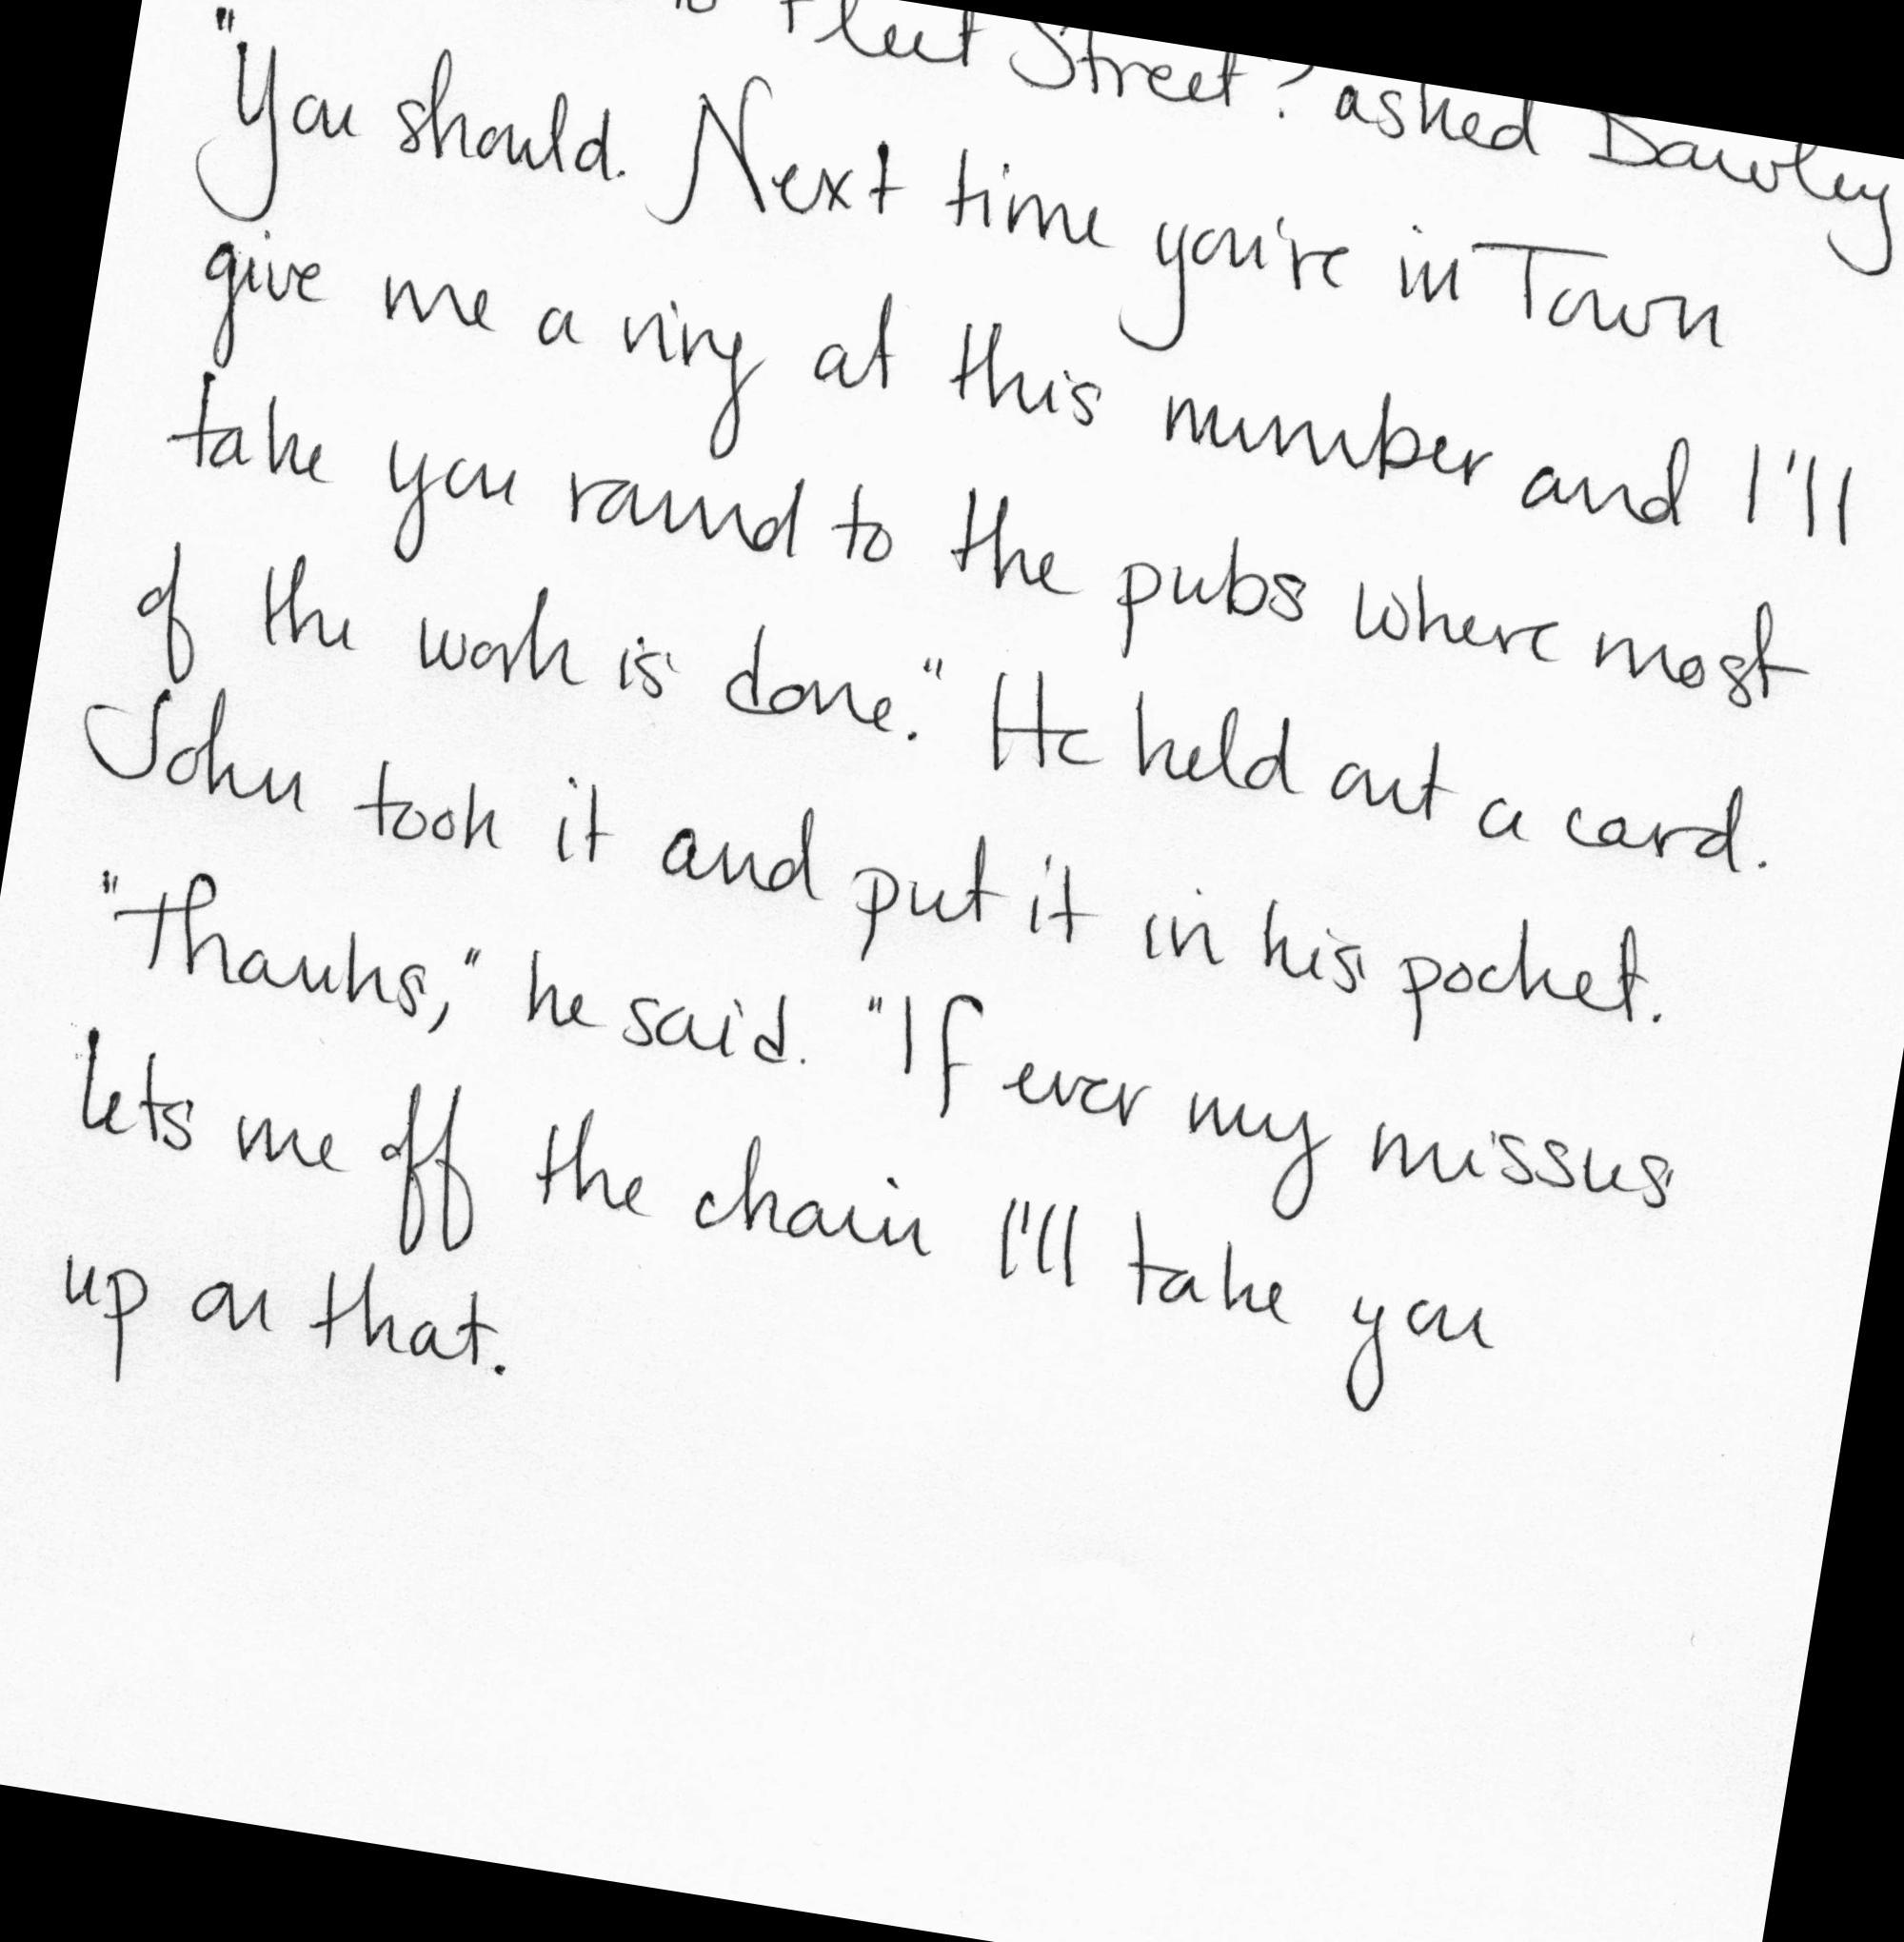 to Fleet Street? asked Dawley
"You should. Next time you're in Town
give me a ring at this number and I'll
take you round to the pubs where most
of the work is done." He held out a card.
John took it and put it in his pocket.
"Thanks," he said. "If ever my missus
lets me off the chain I'll take you
up on that.